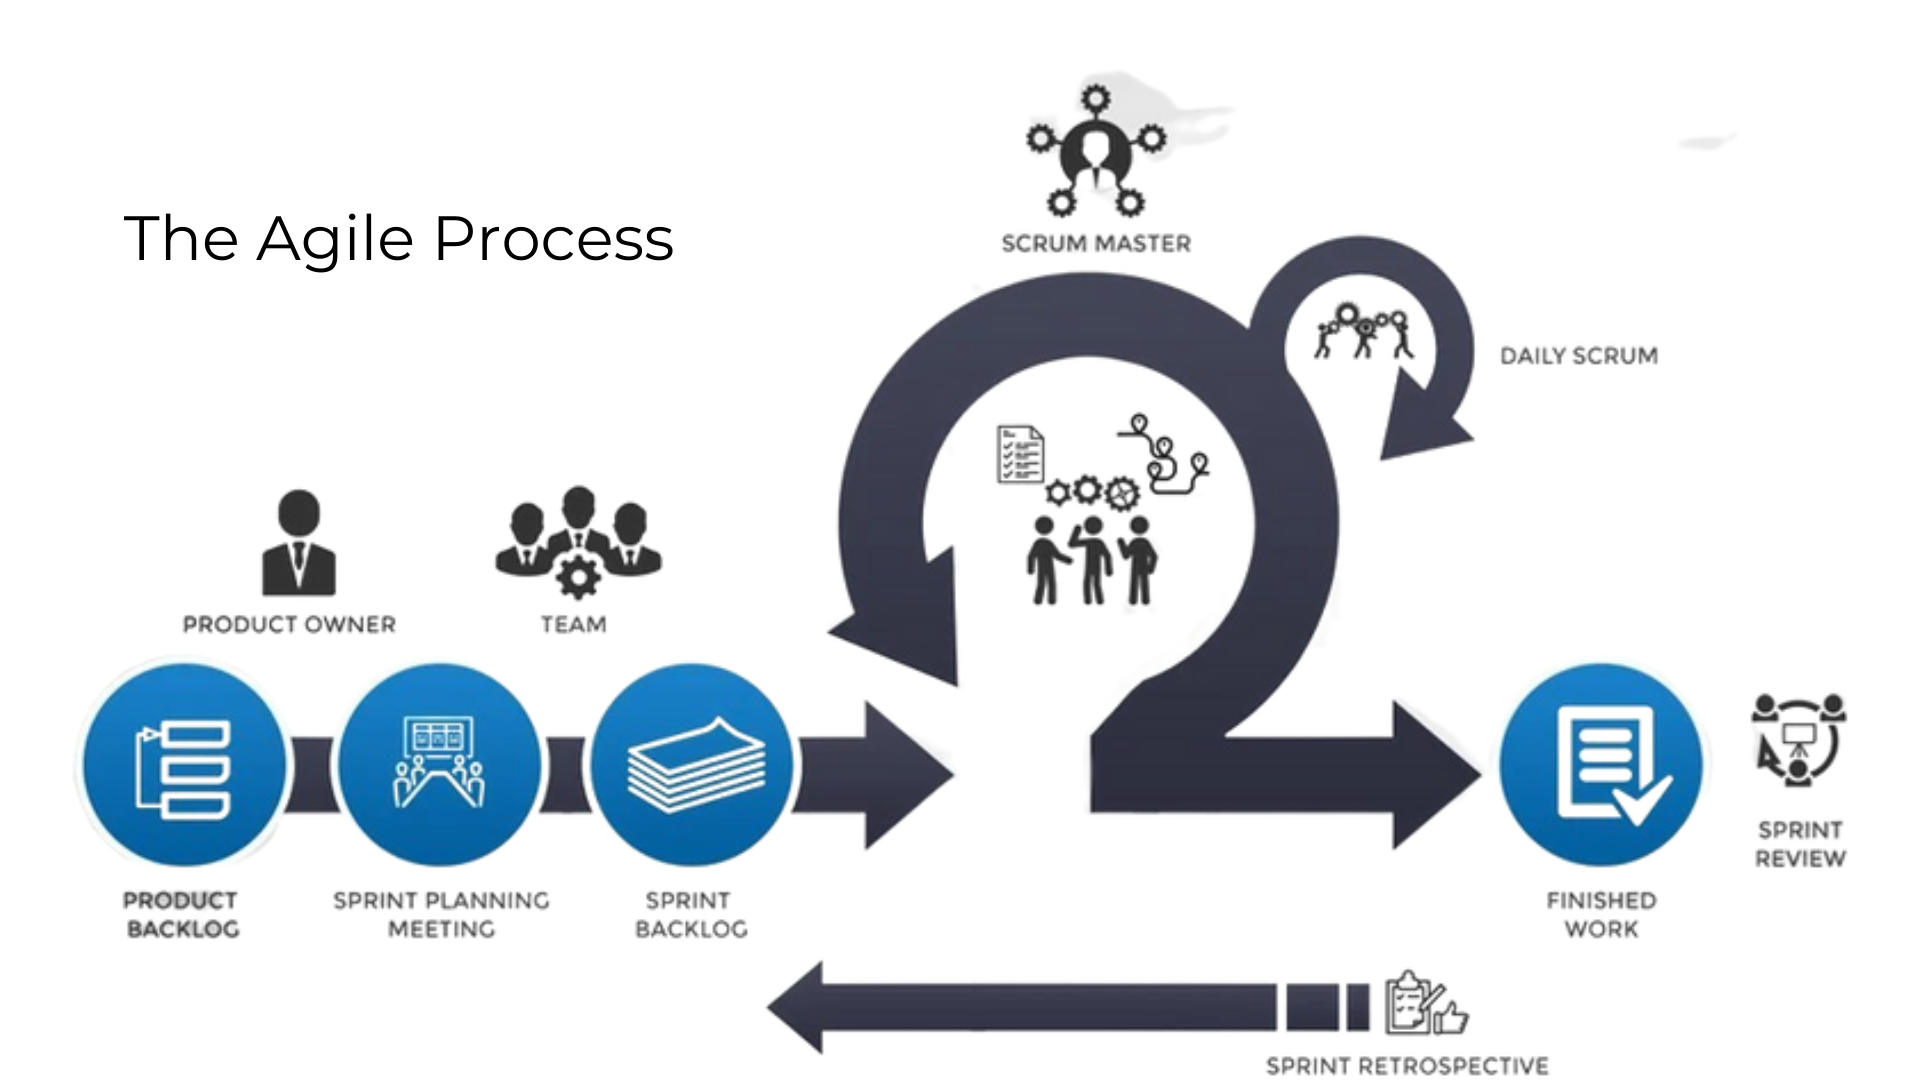 The Agile Process
SCRUM MASTER
DAILY SCRUM
PRODUCT OWNER
TEAM
PRODUCT
BACKLOG
SPRINT PLANNING
MEETING
SPRINT
BACKLOG
FINISHED
WORK
SPRINT
REVIEW
SPRINT RETROSPECTIVE